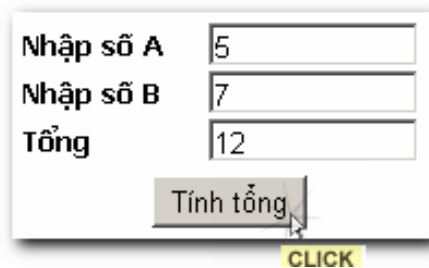 Nhập số A 5
Nhập số B 7
Tổng 12
Tính tổng
CLICK